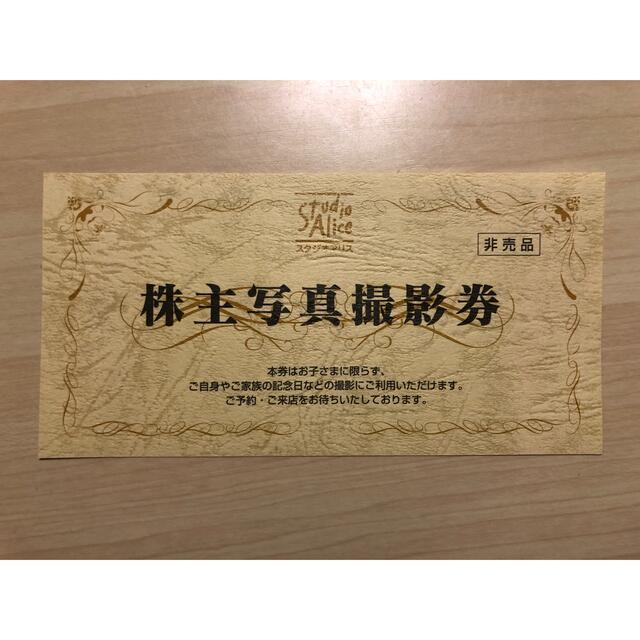 Studio
Alice
スタジオアリス
非売品
株主写真撮影券
本券はお子さまに限らず、
ご自身やご家族の記念日などの撮影にご利用いただけます。
ご予約・ご来店をお待ちいたしております。